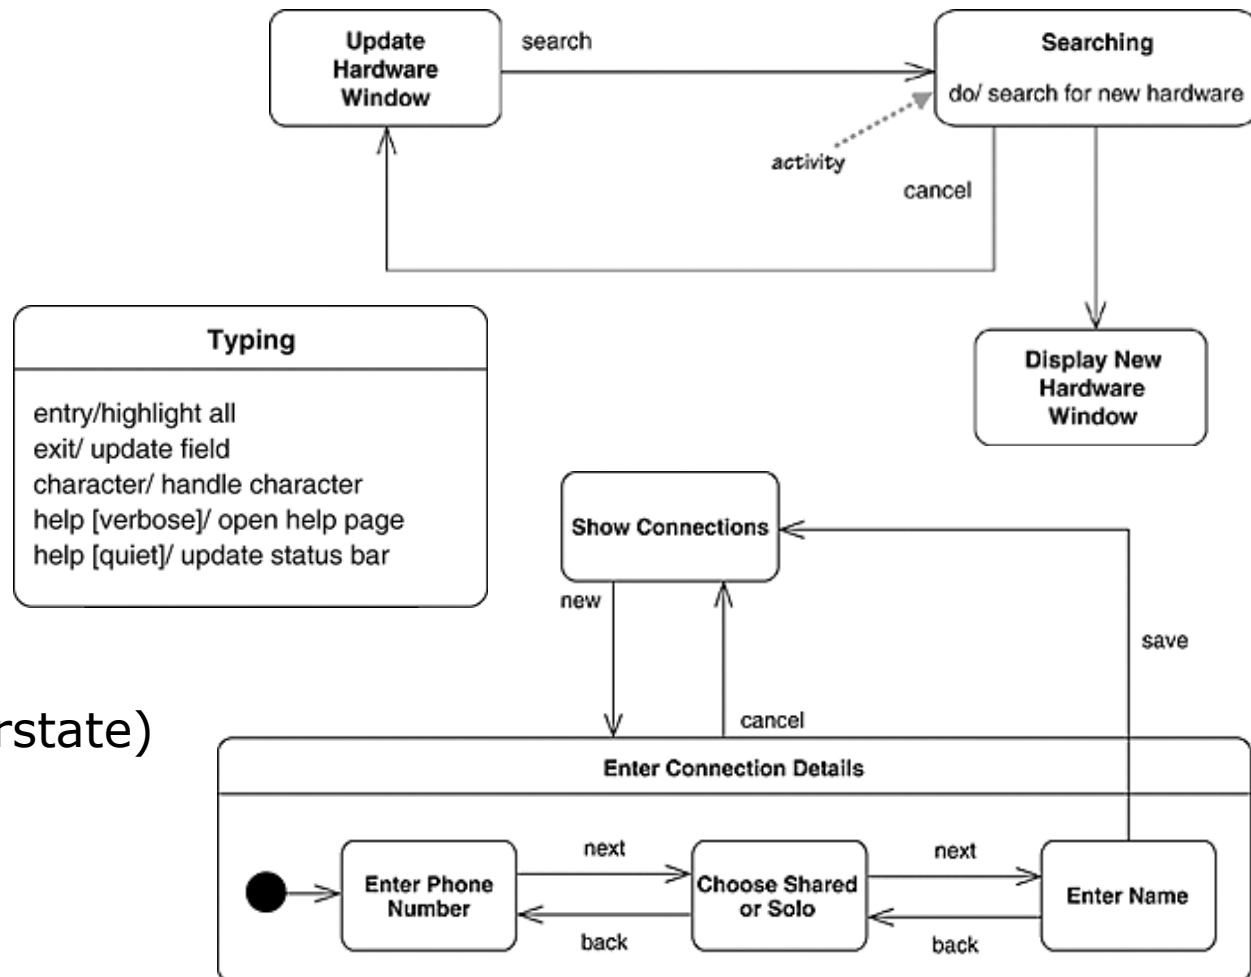 Update
Hardware
Window
search
Searching
do/ search for new hardware
activity
cancel
Display New
Hardware
Window
Typing
entry/highlight all
exit/ update field
character/ handle character
help [verbose]/ open help page
help [quiet]/ update status bar
Show Connections
new
cancel
save
rstate)
Enter Connection Details
Enter Phone
Number
next
back
Choose Shared
or Solo
next
back
Enter Name